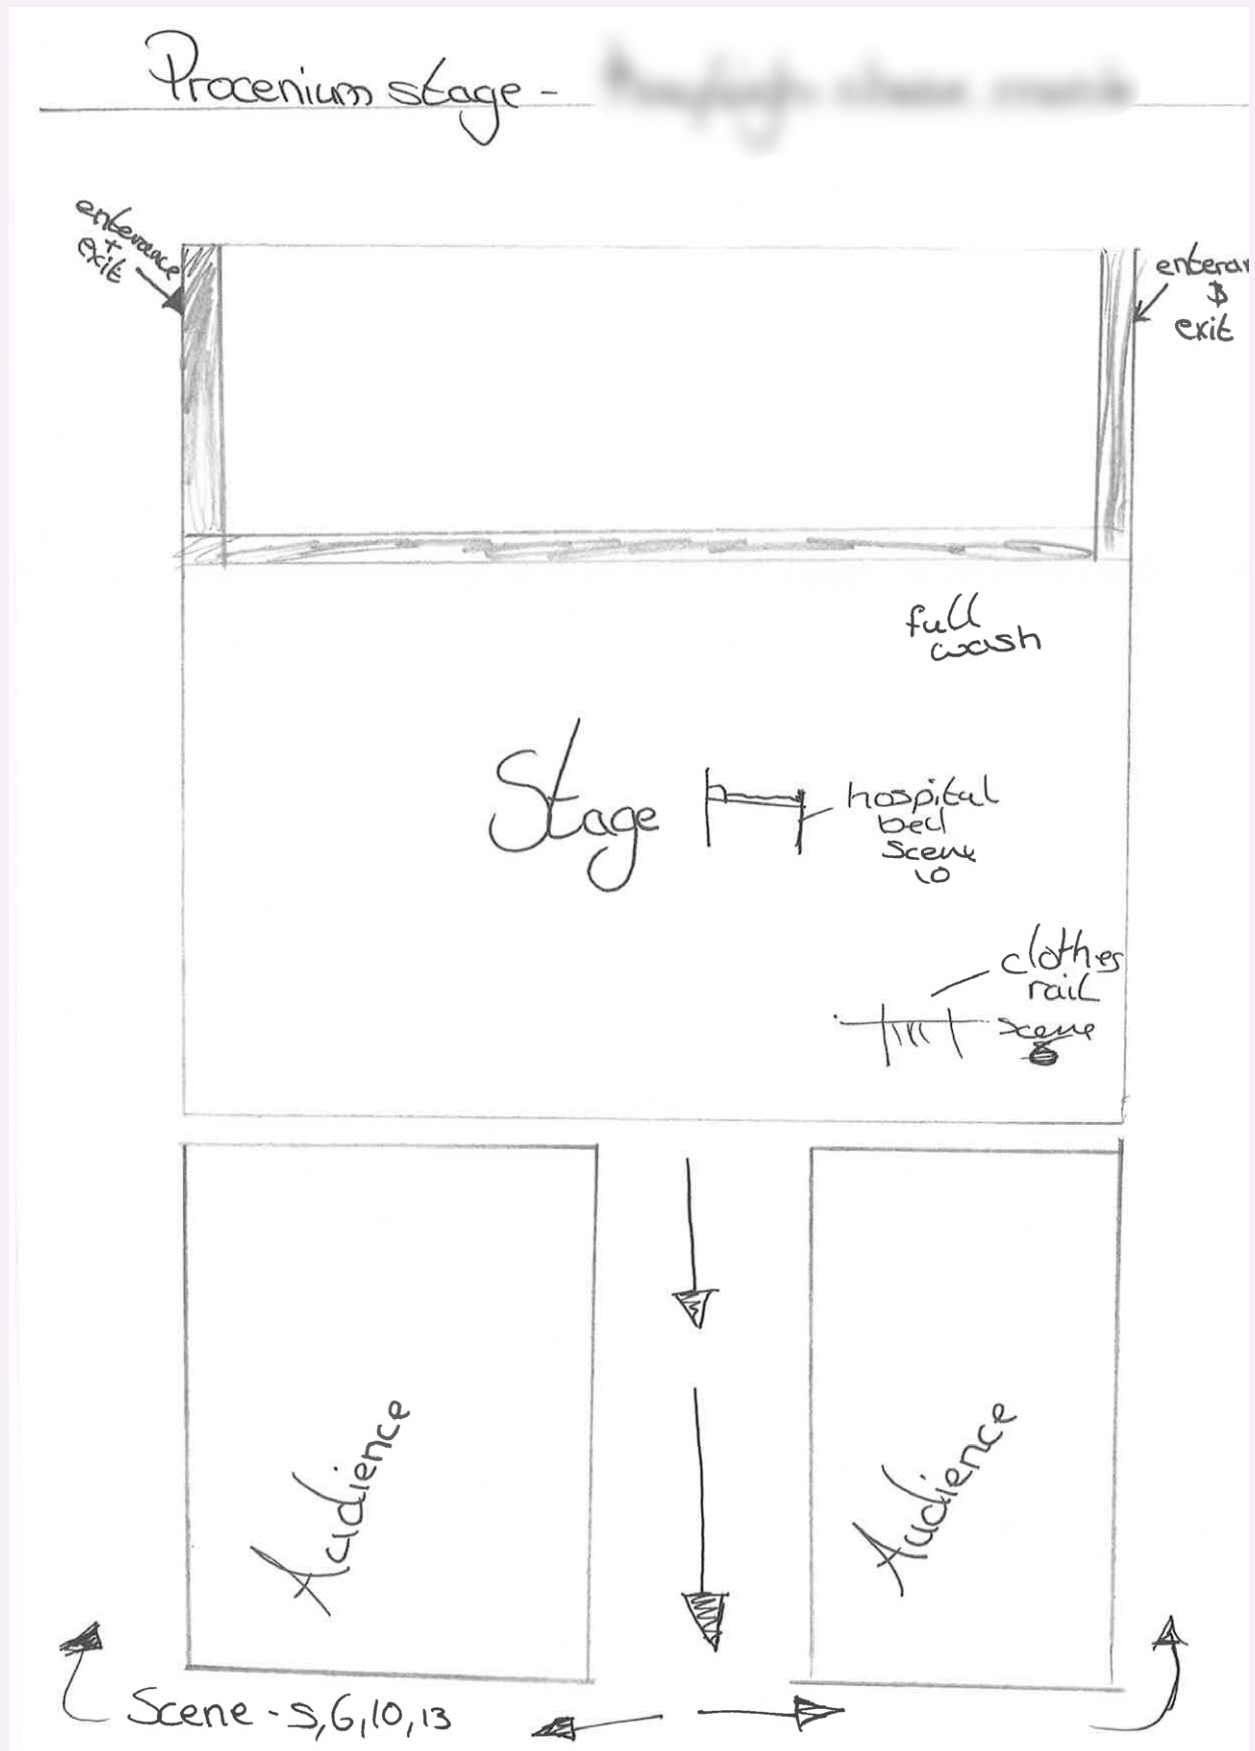 Procenium stage -
enterance
+
exit
&
exit
full
wash
Stage
hospital
bed
Scene
10
clothes
rail
scene
Audience
Audience
Scene - 5,6,10,13